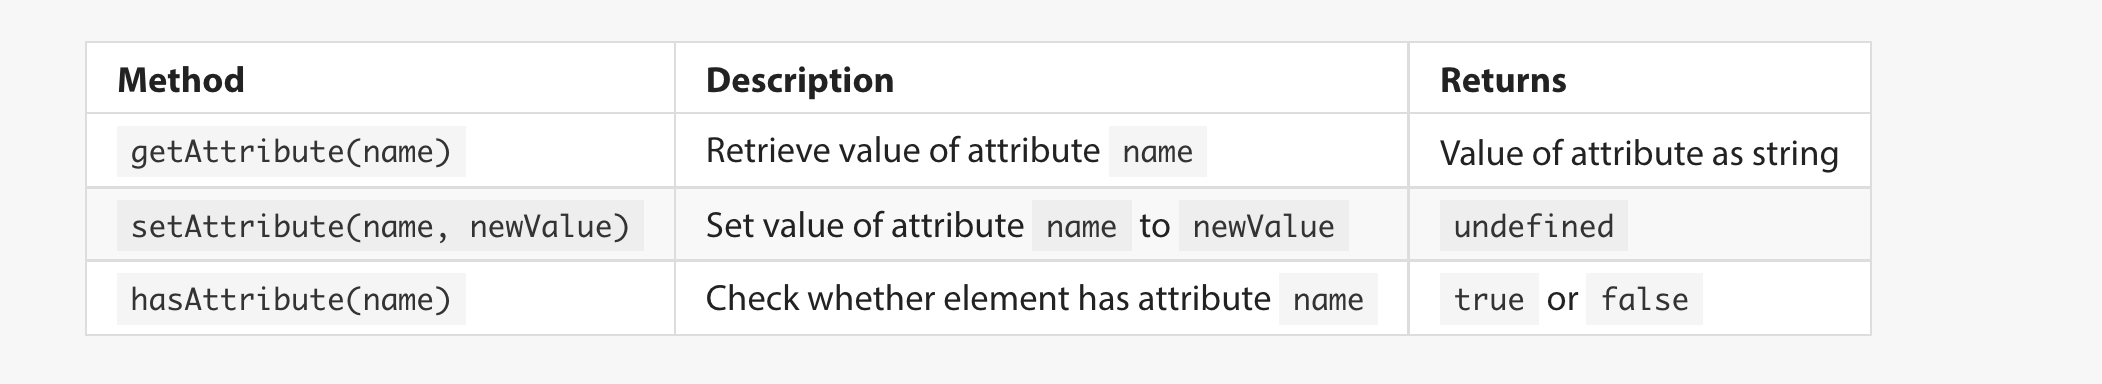 Method Description Returns
getAttribute(name) Retrieve value of attribute name Value of attribute as string
setAttribute(name, newValue) Set value of attribute name to newValue undefined
hasAttribute(name) Check whether element has attribute name true or false